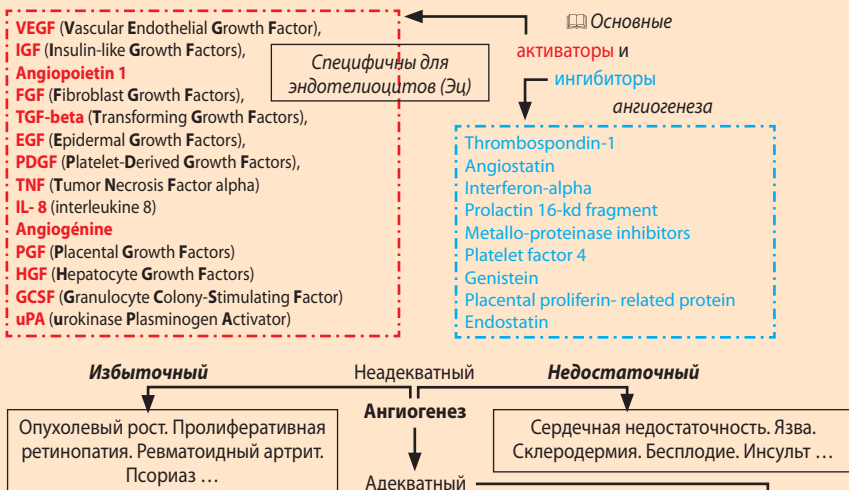 VEGF (Vascular Endothelial Growth Factor),
IGF (Insulin-like Growth Factors),
Angiopoietin 1
FGF (Fibroblast Growth Factors),
TGF-beta (Transforming Growth Factors),
EGF (Epidermal Growth Factors),
PDGF (Platelet-Derived Growth Factors),
TNF (Tumor Necrosis Factor alpha)
IL- 8 (interleukine 8)
Angiogénine
PGF (Placental Growth Factors)
HGF (Hepatocyte Growth Factors)
GCSF (Granulocyte Colony-Stimulating Factor)
uPA (urokinase Plasminogen Activator)
Специфичны для
эндотелиоцитов (Эц)
Основные
активаторы и
ингибиторы
ангиогенеза
Thrombospondin-1
Angiostatin
Interferon-alpha
Prolactin 16-kd fragment
Metallo-proteinase inhibitors
Platelet factor 4
Genistein
Placental proliferin- related protein
Endostatin
Избыточный
Неадекватный
Недостаточный
Ангиогенез
Опухолевый рост. Пролиферативная
ретинопатия. Ревматоидный артрит.
Псориаз ...
Сердечная недостаточность. Язва.
Склеродермия. Бесплодие. Инсульт ...
Адекватный